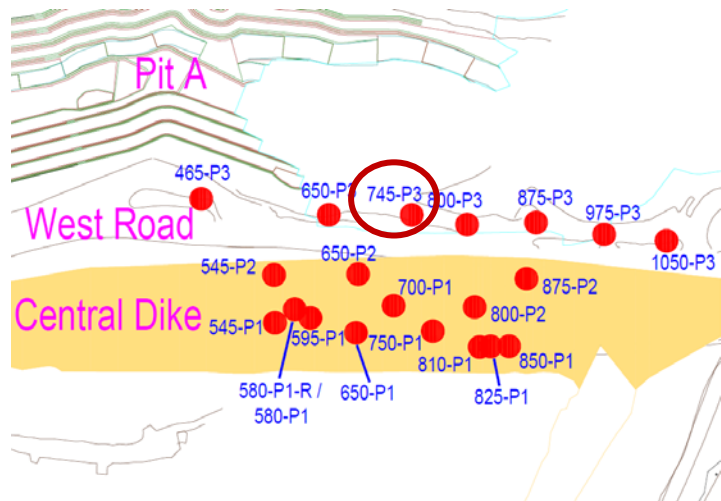 Pit A
465-P3
650-P3
745-P3
800-P3
875-P3
975-P3
1050-P3
West Road
650-P2
545-P2
700-P1
875-P2
Central Dike
800-P2
545-P1
595-P1
750-P1
810-P1
850-P1
580-P1-R /
580-P1
650-P1
825-P1